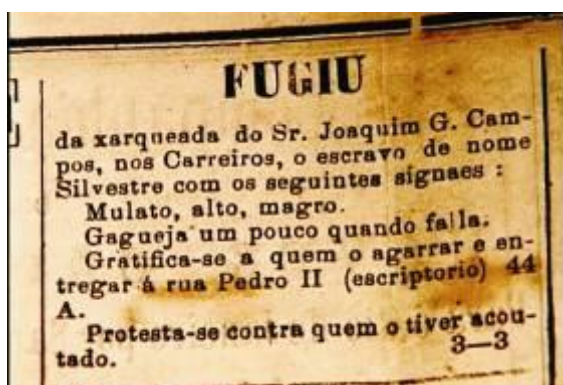 FUGIU
da xarqueada do Sr. Joaquim G. Cam-
pos, nos Carreiros, o escravo de nome
Silvestre com os seguintes signaes :
Mulato, alto, magro.
Gagueja um pouco quando falla.
Gratifica-se a quem o agarrar e en-
tregar á rua Pedro II (escriptorio) 44
A.
Protesta-se contra quem o tiver acou-
tado.
3—3